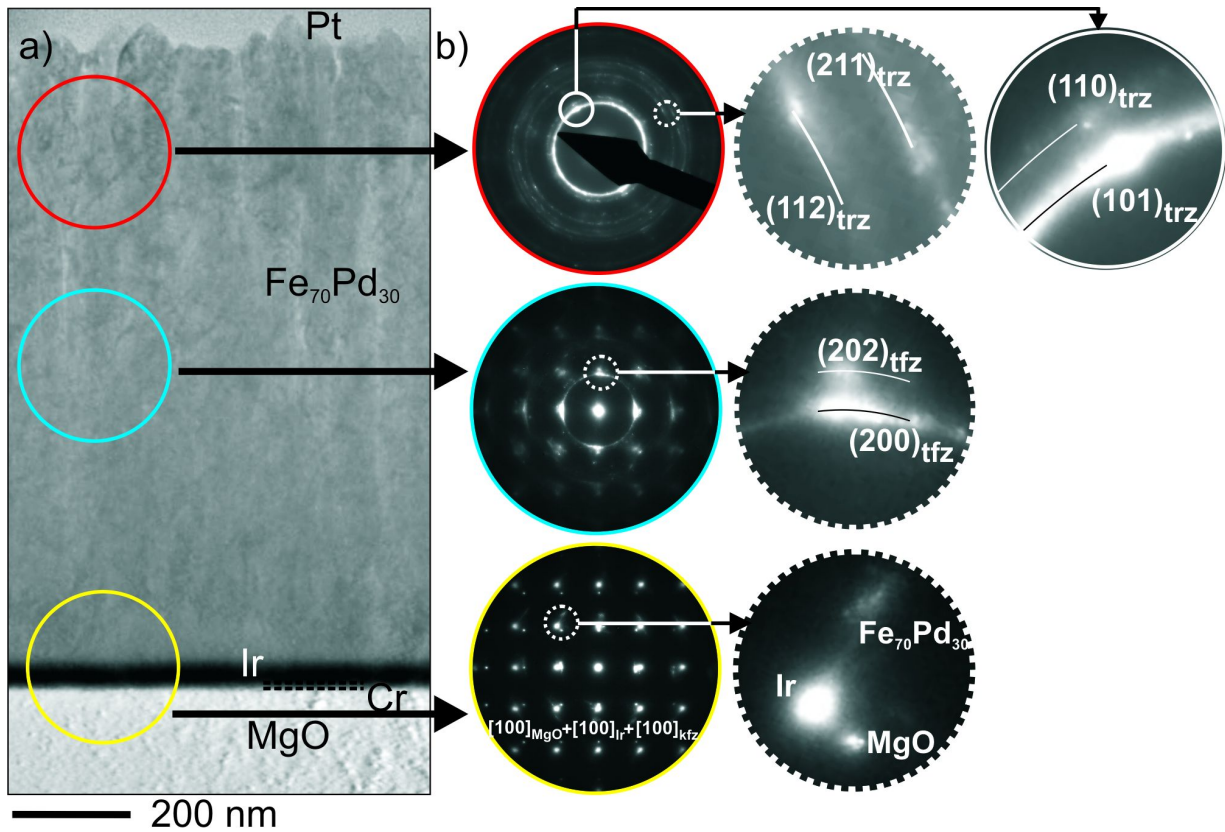 a)
Pt
b)
(211)trz
(112)trz
(110)trz
(101)trz
Fe70Pd30
(202)tfz
(200)tfz
Ir
Cr
MgO
[100]MgO+[100]Ir+[100]kfz
Fe70Pd30
Ir
MgO
200 nm